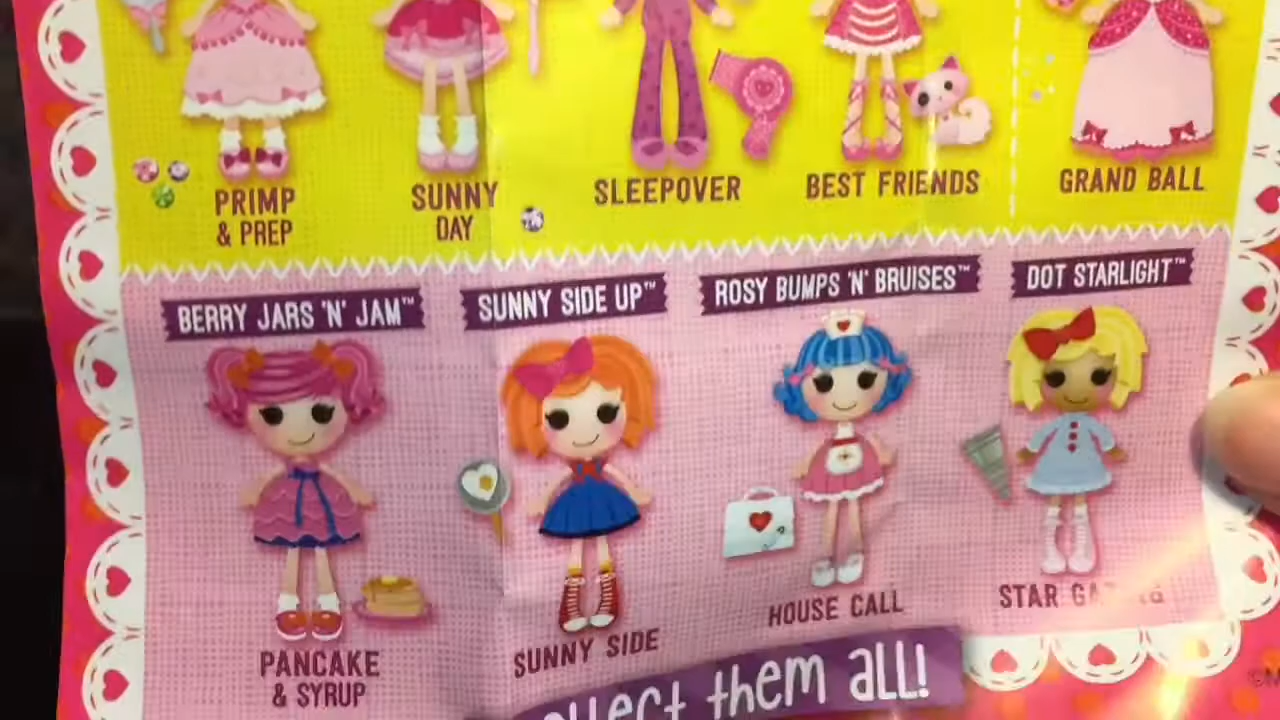 PRIMP
& PREP
SUNNY
DAY
SLEEPOVER
BEST FRIENDS
GRAND BALL
BERRY JARS 'N' JAM™
SUNNY SIDE UP™
ROSY BUMPS 'N' BRUISES™
DOT STARLIGHT™
PANCAKE
& SYRUP
SUNNY SIDE
HOUSE CALL
STAR
them all!